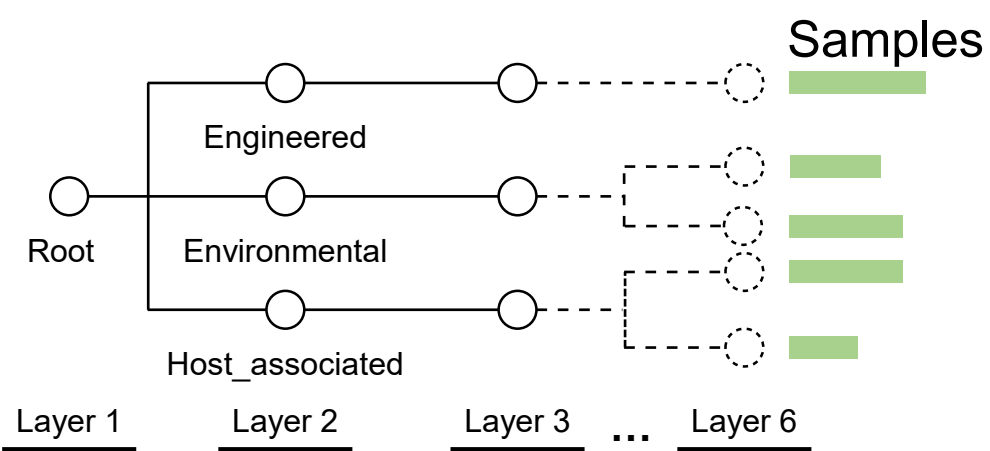 Samples
Engineered
Root
Environmental
Host_associated
Layer 1
Layer 2
Layer 3
...
Layer 6